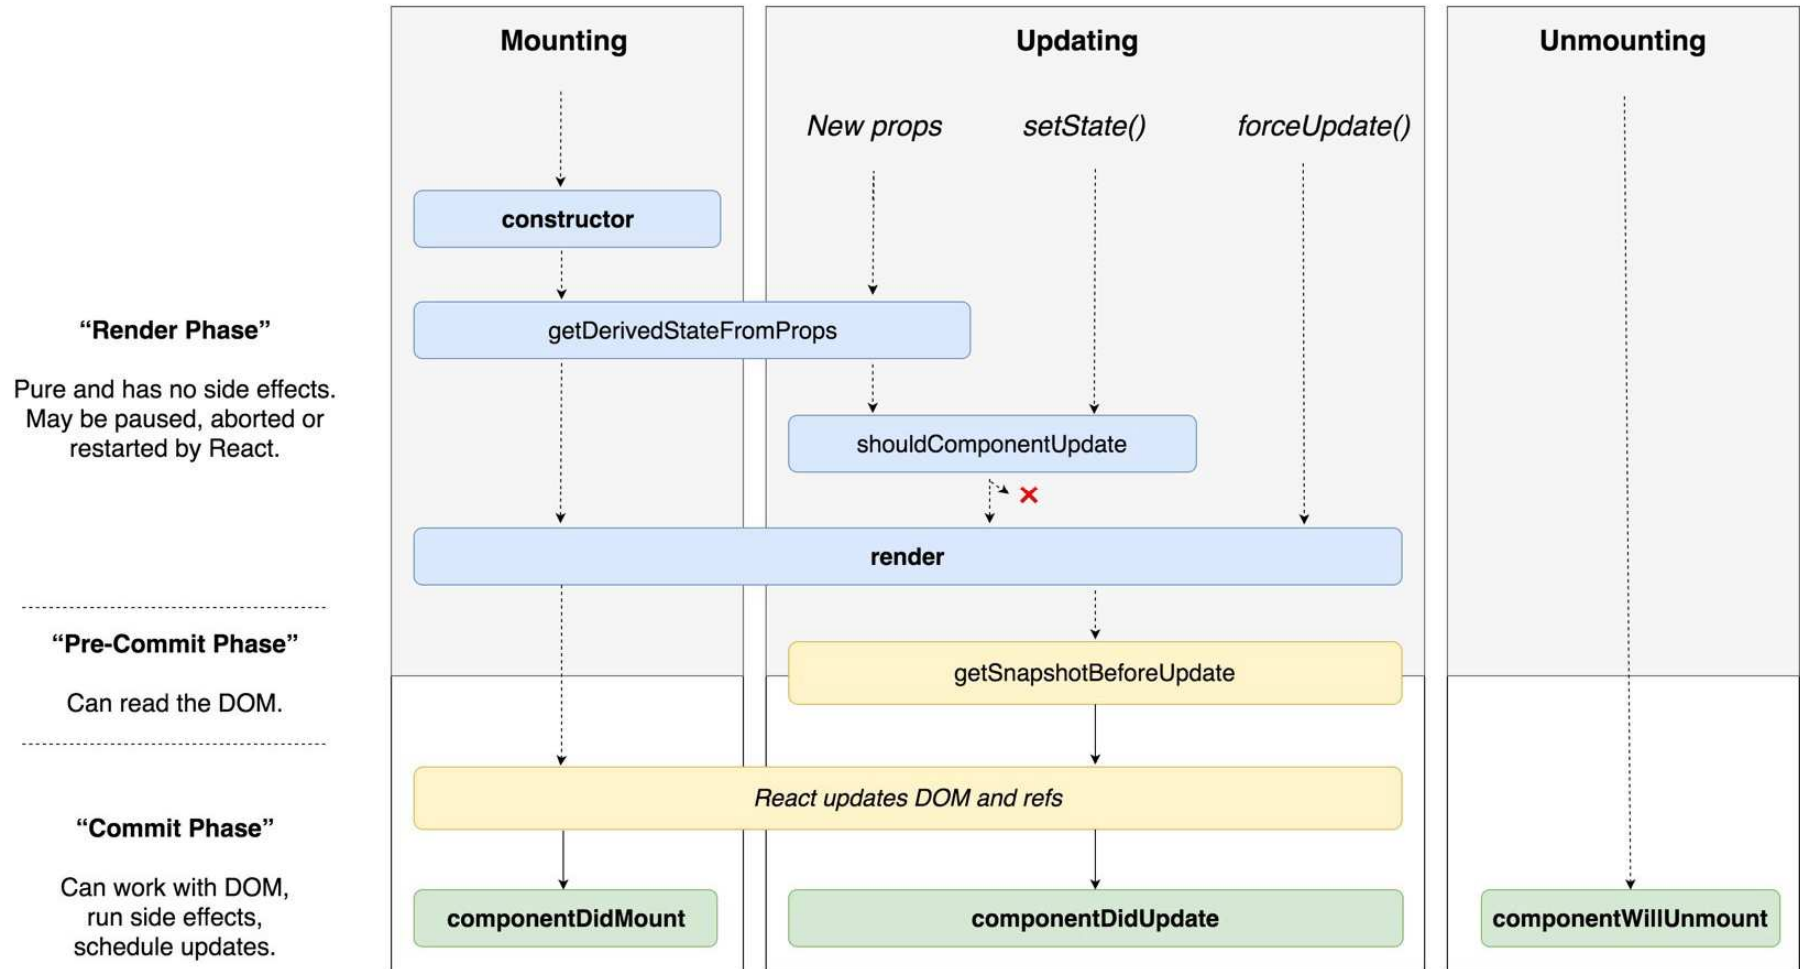 Mounting
Updating
Unmounting
New props
setState()
forceUpdate()
constructor
“Render Phase”
getDerivedStateFromProps
Pure and has no side effects.
May be paused, aborted or
restarted by React.
shouldComponentUpdate
render
“Pre-Commit Phase”
Can read the DOM.
getSnapshotBeforeUpdate
React updates DOM and refs
“Commit Phase”
Can work with DOM,
run side effects,
schedule updates.
componentDidMount
componentDidUpdate
componentWillUnmount